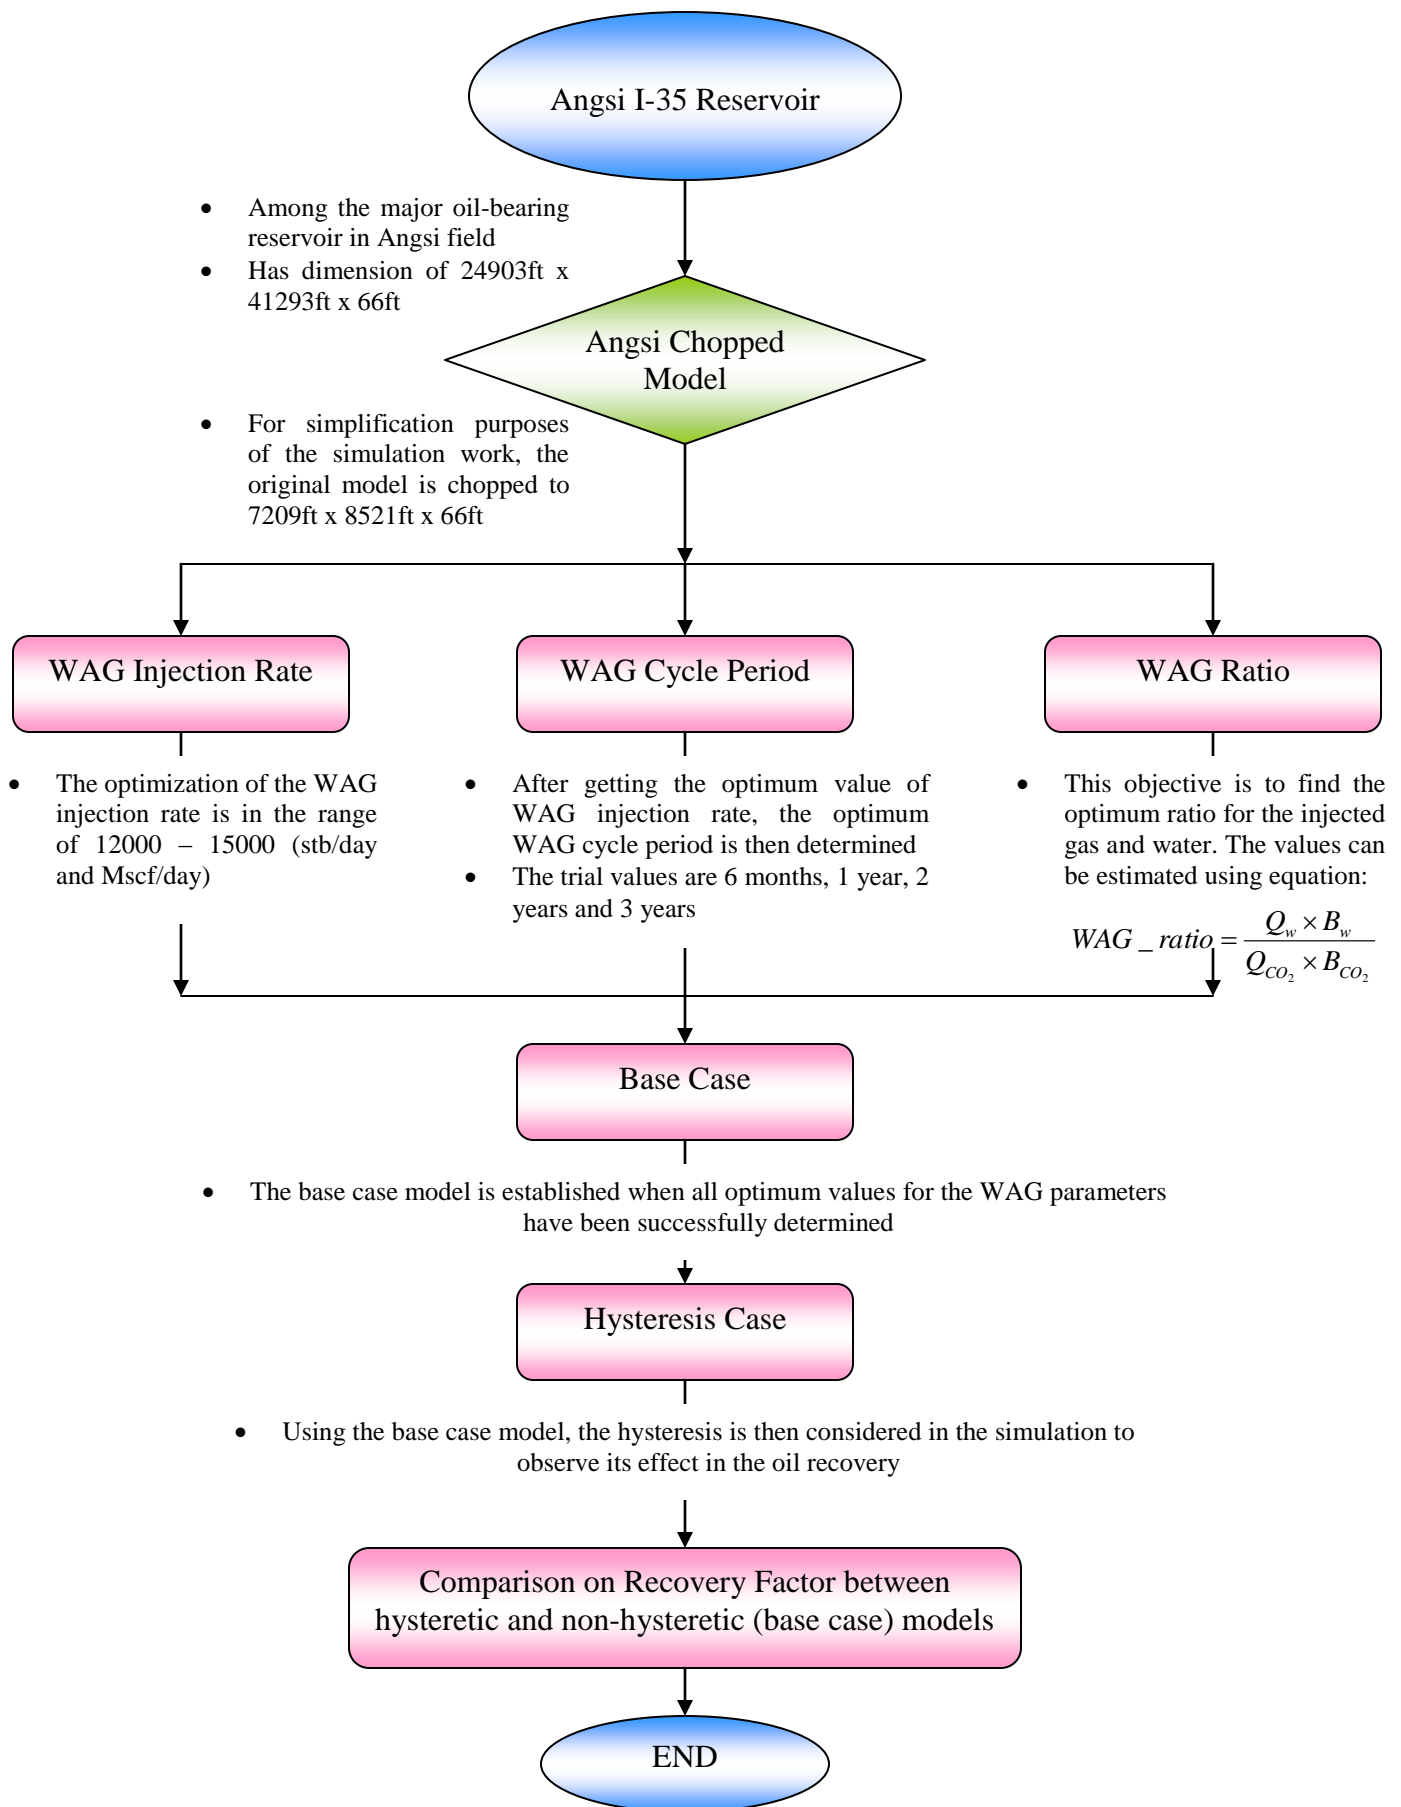 Angsi I-35 Reservoir
• Among the major oil-bearing
reservoir in Angsi field
• Has dimension of 24903ft x
41293ft x 66ft
Angsi Chopped
Model
• For simplification purposes
of the simulation work, the
original model is chopped to
7209ft x 8521ft x 66ft
WAG Injection Rate
• The optimization of the WAG
injection rate is in the range
of 12000 – 15000 (stb/day
and Mscf/day)
WAG Cycle Period
• After getting the optimum value of
WAG injection rate, the optimum
WAG cycle period is then determined
• The trial values are 6 months, 1 year, 2
years and 3 years
WAG Ratio
• This objective is to find the
optimum ratio for the injected
gas and water. The values can
be estimated using equation:
WAG _ ratio = \frac{Q_w × B_w}{Q_{CO_2} × B_{CO_2}}
Base Case
• The base case model is established when all optimum values for the WAG parameters
have been successfully determined
Hysteresis Case
• Using the base case model, the hysteresis is then considered in the simulation to
observe its effect in the oil recovery
Comparison on Recovery Factor between
hysteretic and non-hysteretic (base case) models
END